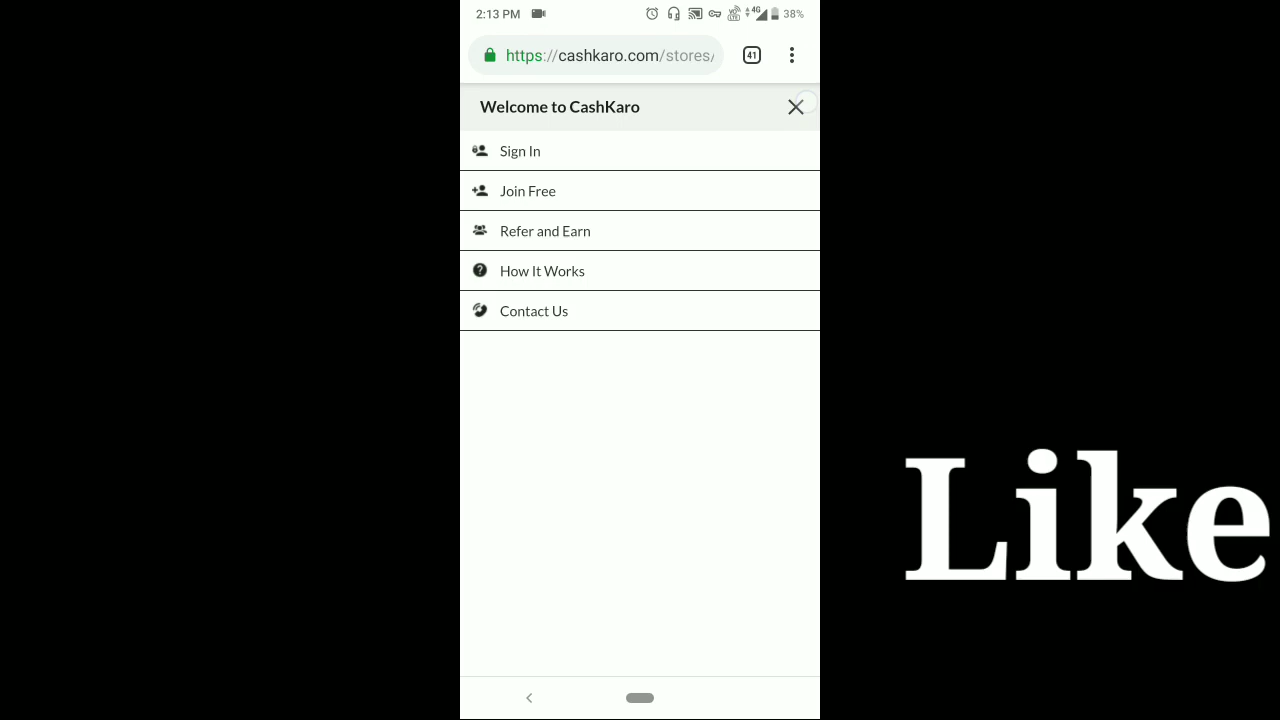 2:13 PM 4G 38%
https://cashkaro.com/stores/ 41
Welcome to CashKaro
Sign In
Join Free
Refer and Earn
How It Works
Contact Us
Like